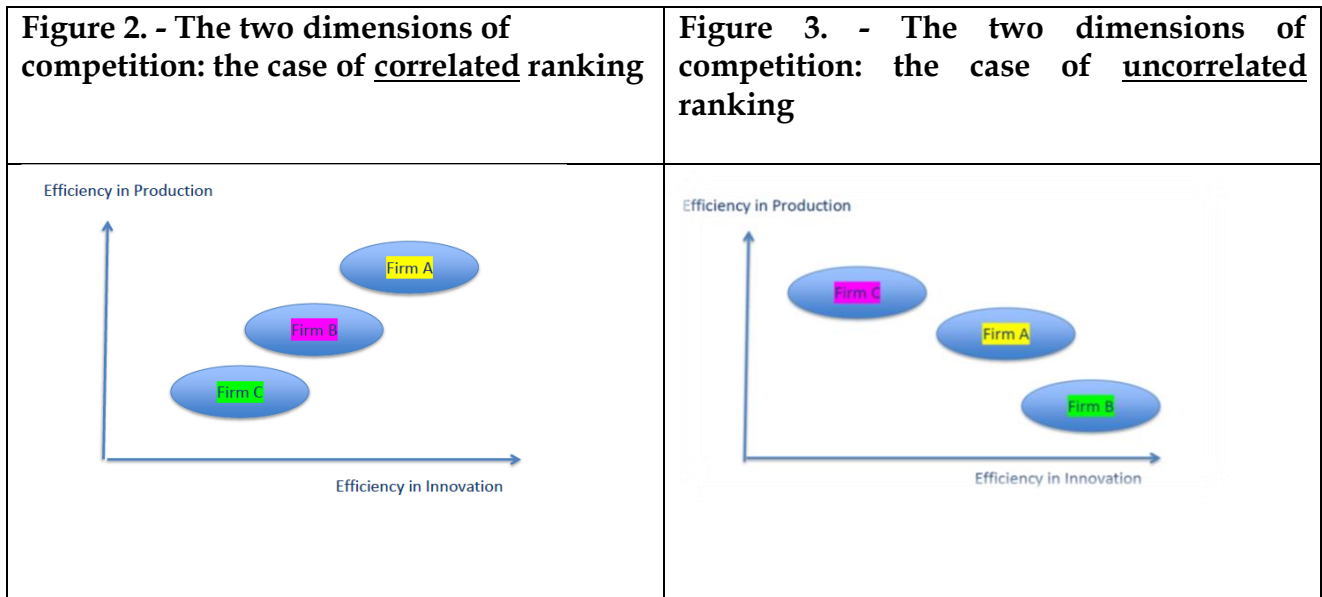 Figure 2. - The two dimensions of
competition: the case of correlated ranking
Figure 3. - The two dimensions of
competition: the case of uncorrelated
ranking
Efficiency in Production
Firm A
Firm B
Firm C
Efficiency in Innovation
Efficiency in Production
Firm C
Firm A
Firm B
Efficiency in Innovation